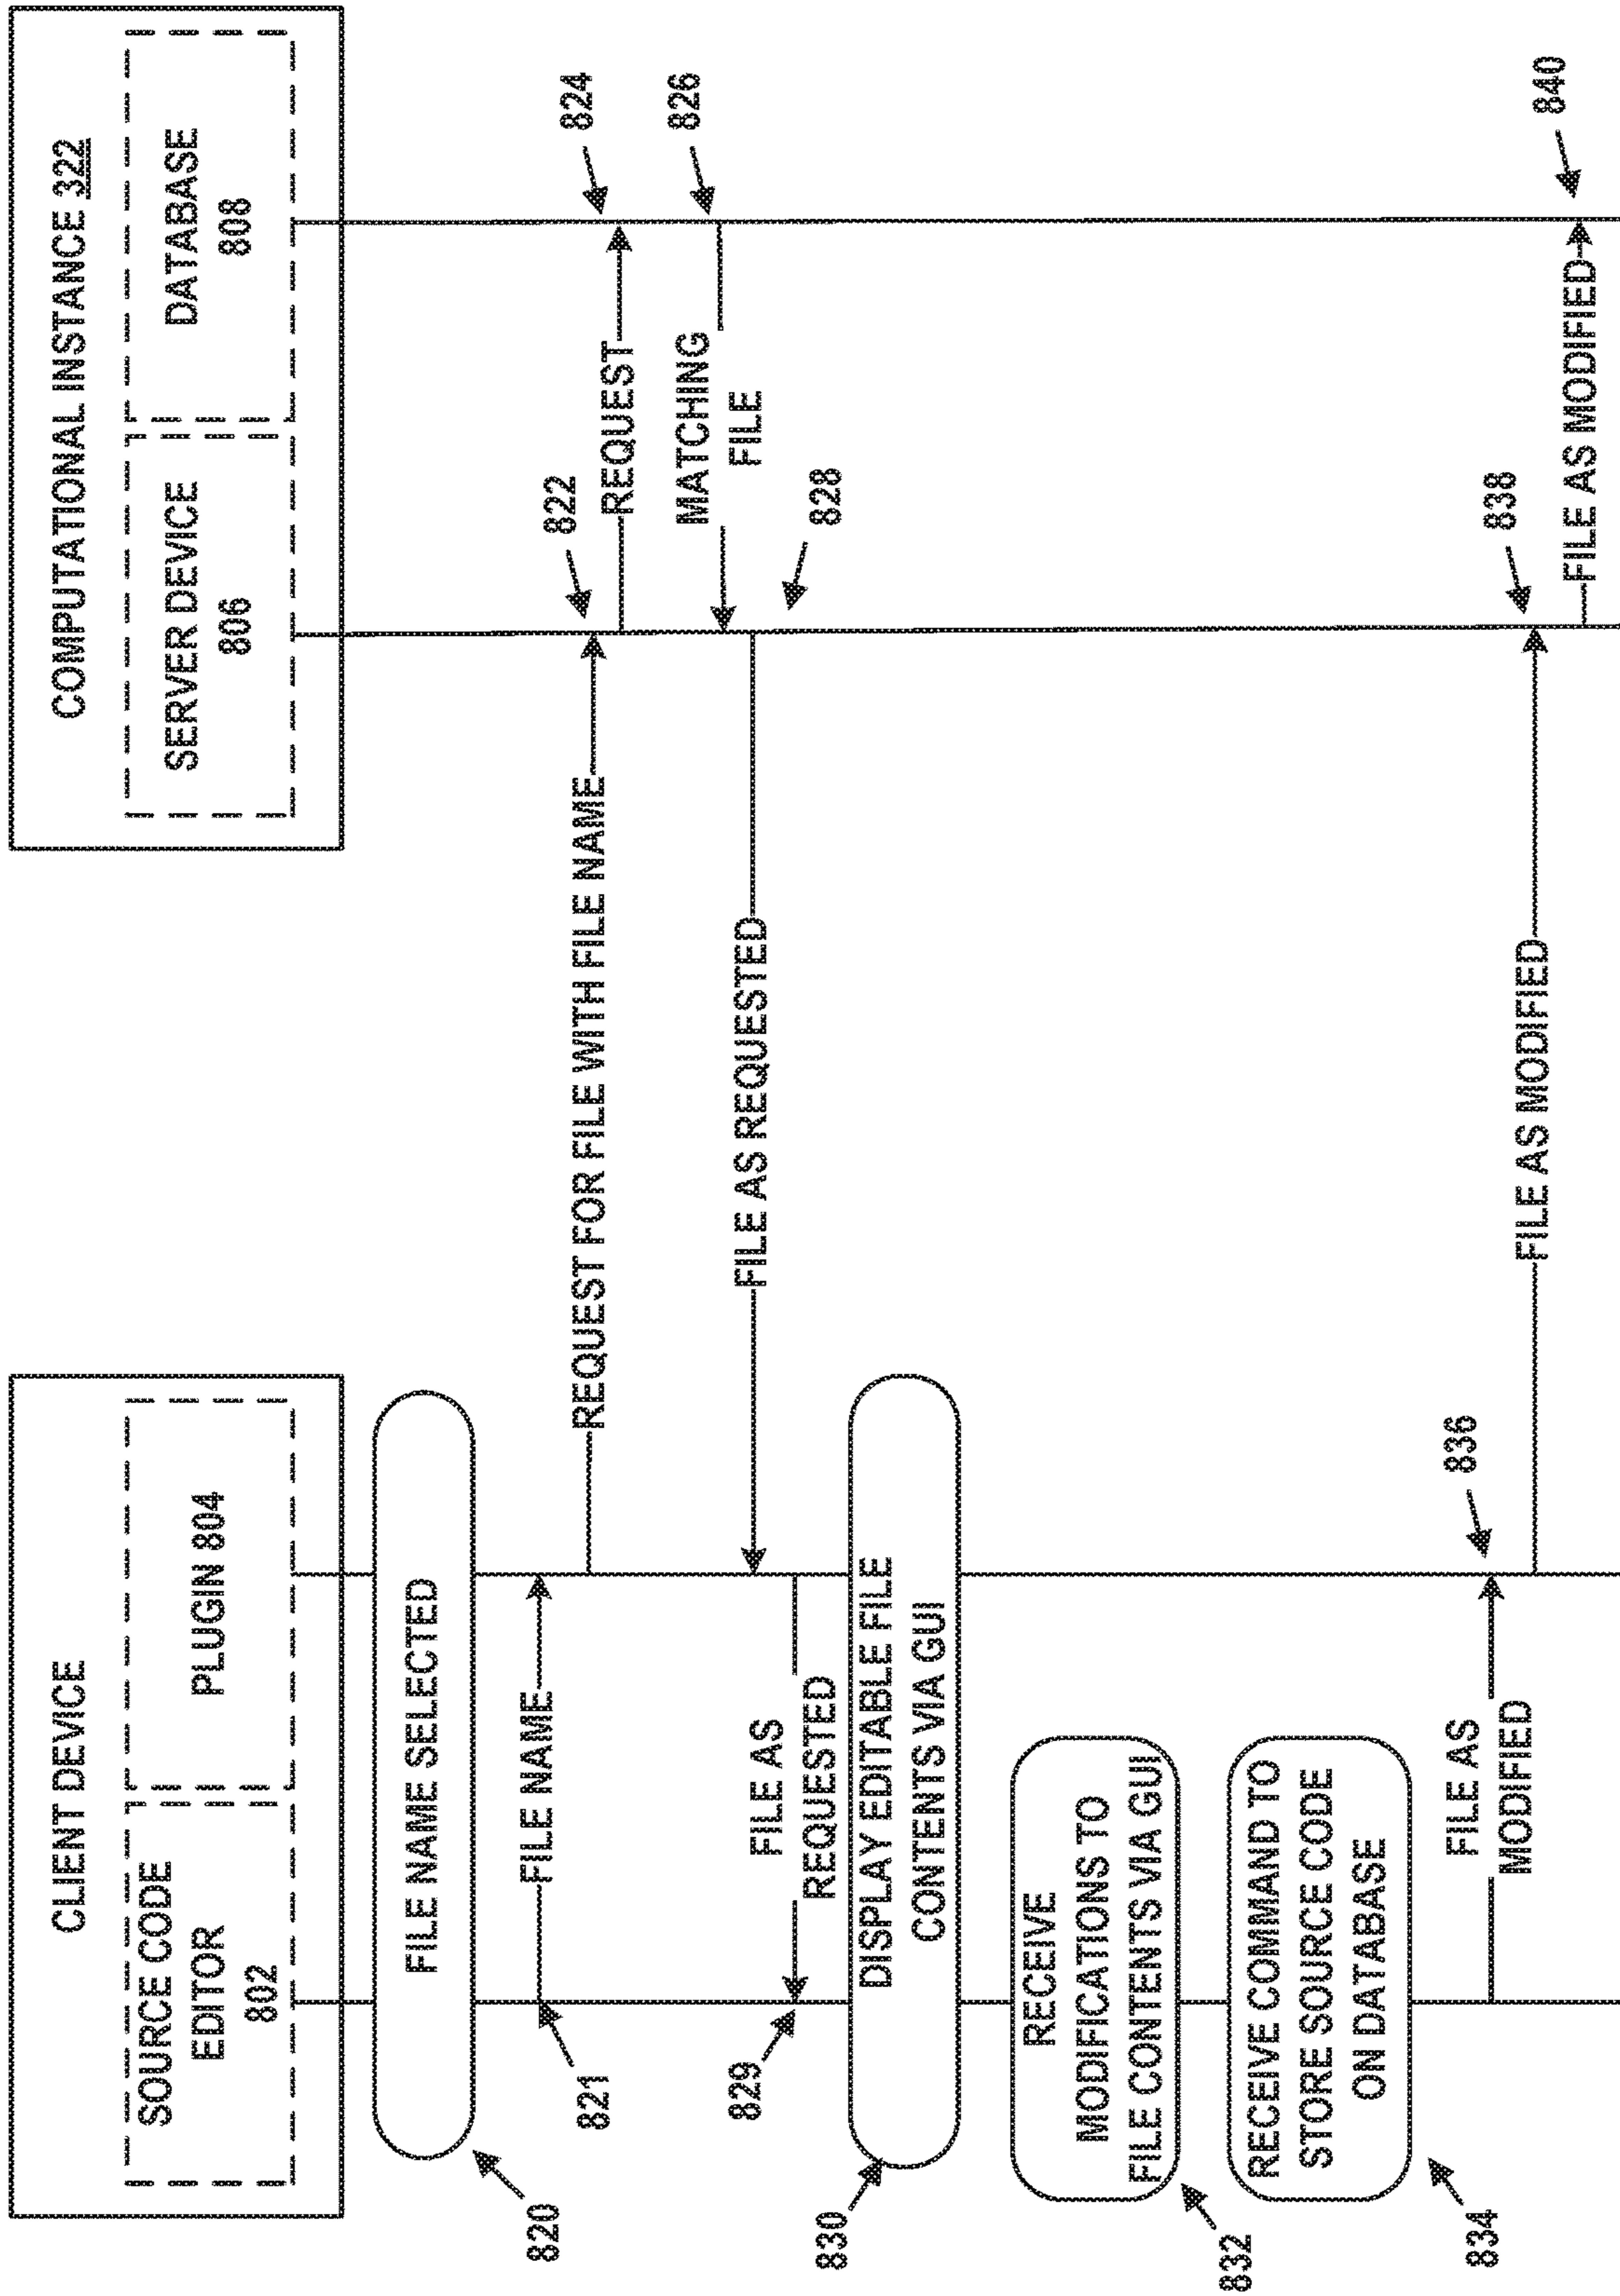 CLIENT DEVICE
SOURCE CODE
EDITOR
802
PLUGIN 804
COMPUTATIONAL INSTANCE 322
SERVER DEVICE
806
DATABASE
808
820
FILE NAME SELECTED
821
FILE NAME
REQUEST FOR FILE WITH FILE NAME
822
REQUEST
824
MATCHING
FILE
826
828
FILE AS REQUESTED
829
FILE AS
REQUESTED
830
DISPLAY EDITABLE FILE
CONTENTS VIA GUI
832
RECEIVE
MODIFICATIONS TO
FILE CONTENTS VIA GUI
834
RECEIVE COMMAND TO
STORE SOURCE CODE
ON DATABASE
FILE AS
MODIFIED
836
FILE AS MODIFIED
838
FILE AS MODIFIED
840